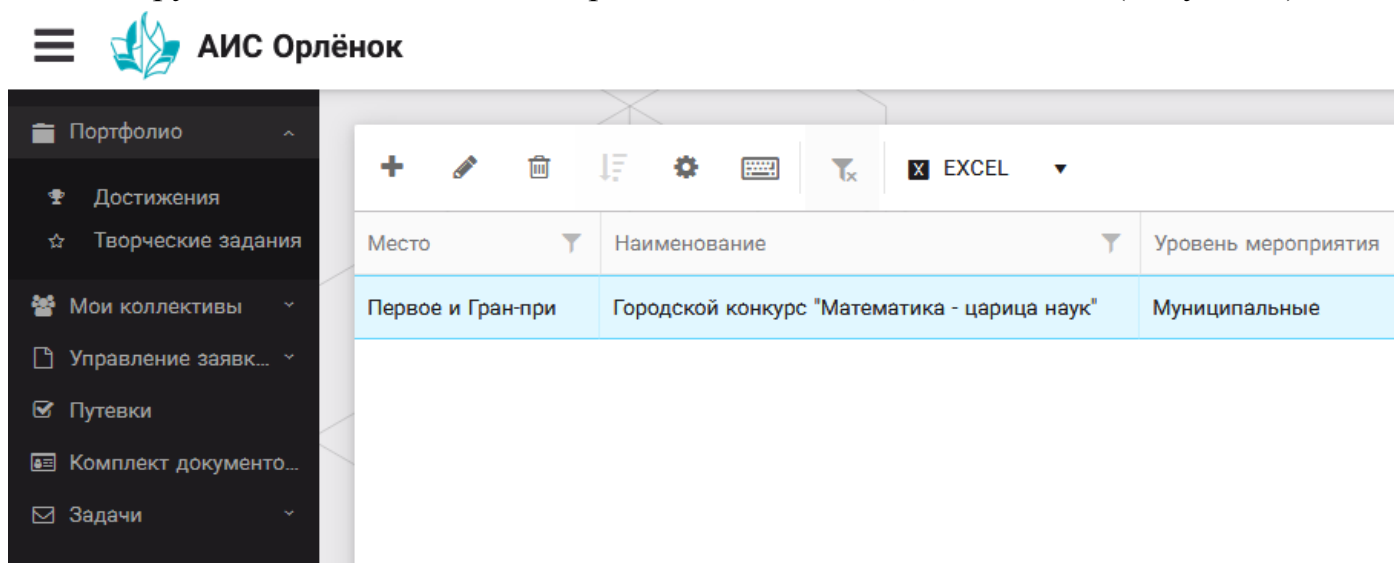 АИС Орлёнок
Портфолио
Достижения
Творческие задания
Мои коллективы
Управление заявк...
Путевки
Комплект документо...
Задачи
X EXCEL
Место Наименование Уровень мероприятия
Первое и Гран-при Городской конкурс "Математика - царица наук" Муниципальные